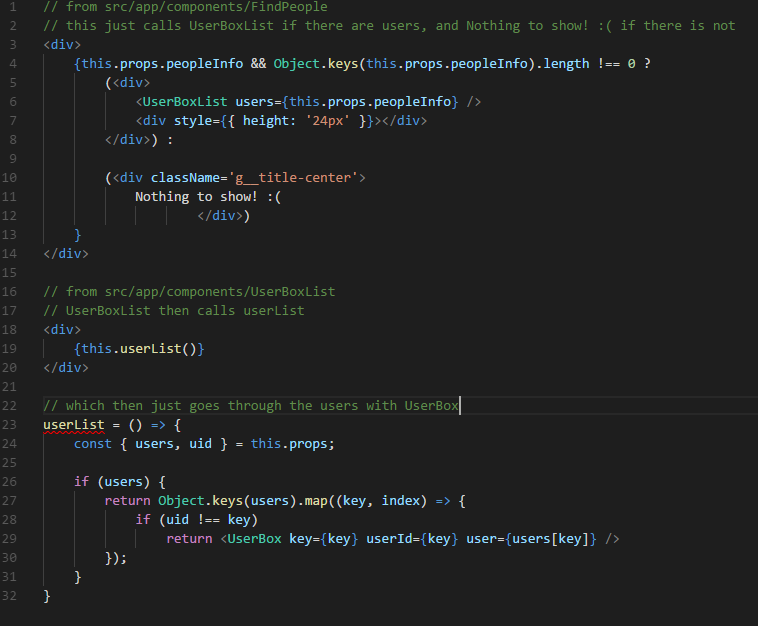 1 // from src/app/components/FindPeople
2 // this just calls UserBoxList if there are users, and Nothing to show! :( if there is not
3 <div>
4 {this.props.peopleInfo && Object.keys(this.props.peopleInfo).length !== 0 ?
5 (<div>
6 <UserBoxList users={this.props.peopleInfo} />
7 <div style={{ height: '24px' }}></div>
8 </div>) :
9
10 (<div className='g__title-center'>
11 Nothing to show! :(
12 </div>)
13 }
14 </div>
15
16 // from src/app/components/UserBoxList
17 // UserBoxList then calls userList
18 <div>
19 {this.userList()}
20 </div>
21
22 // which then just goes through the users with UserBox
23 userList = () => {
24 const { users, uid } = this.props;
25
26 if (users) {
27 return Object.keys(users).map((key, index) => {
28 if (uid !== key)
29 return <UserBox key={key} userId={key} user={users[key]} />
30 });
31 }
32 }